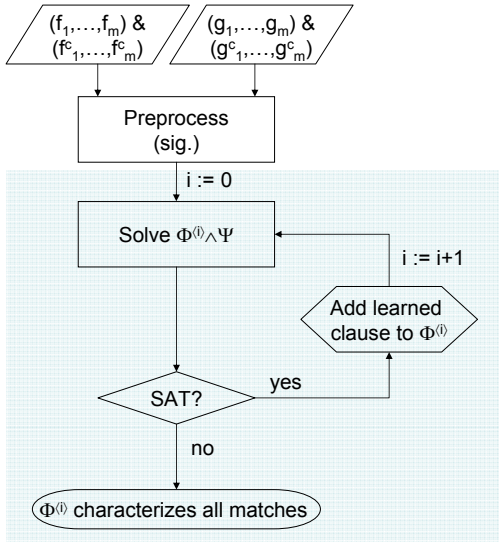 (f₁,…,fₘ) &
(fᶜ₁,…,fᶜₘ)
(g₁,…,gₘ) &
(gᶜ₁,…,gᶜₘ)
Preprocess
(sig.)
i := 0
Solve Φ⁽ⁱ⁾∧Ψ
i := i+1
Add learned
clause to Φ⁽ⁱ⁾
SAT?
yes
no
Φ⁽ⁱ⁾ characterizes all matches